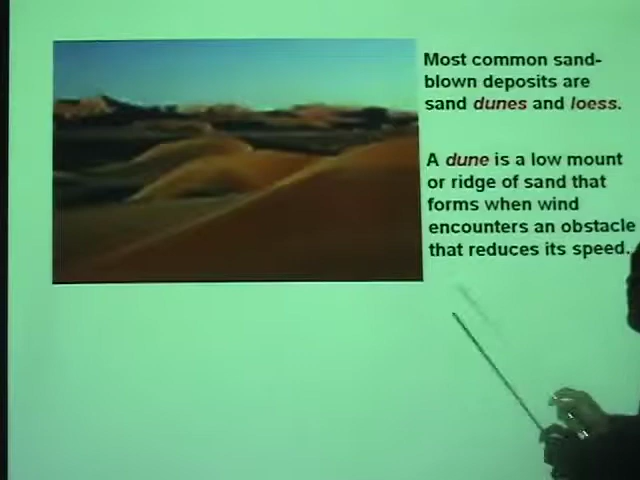 Most common sand-
blown deposits are
sand dunes and loess.
A dune is a low mount
or ridge of sand that
forms when wind
encounters an obstacle
that reduces its speed.